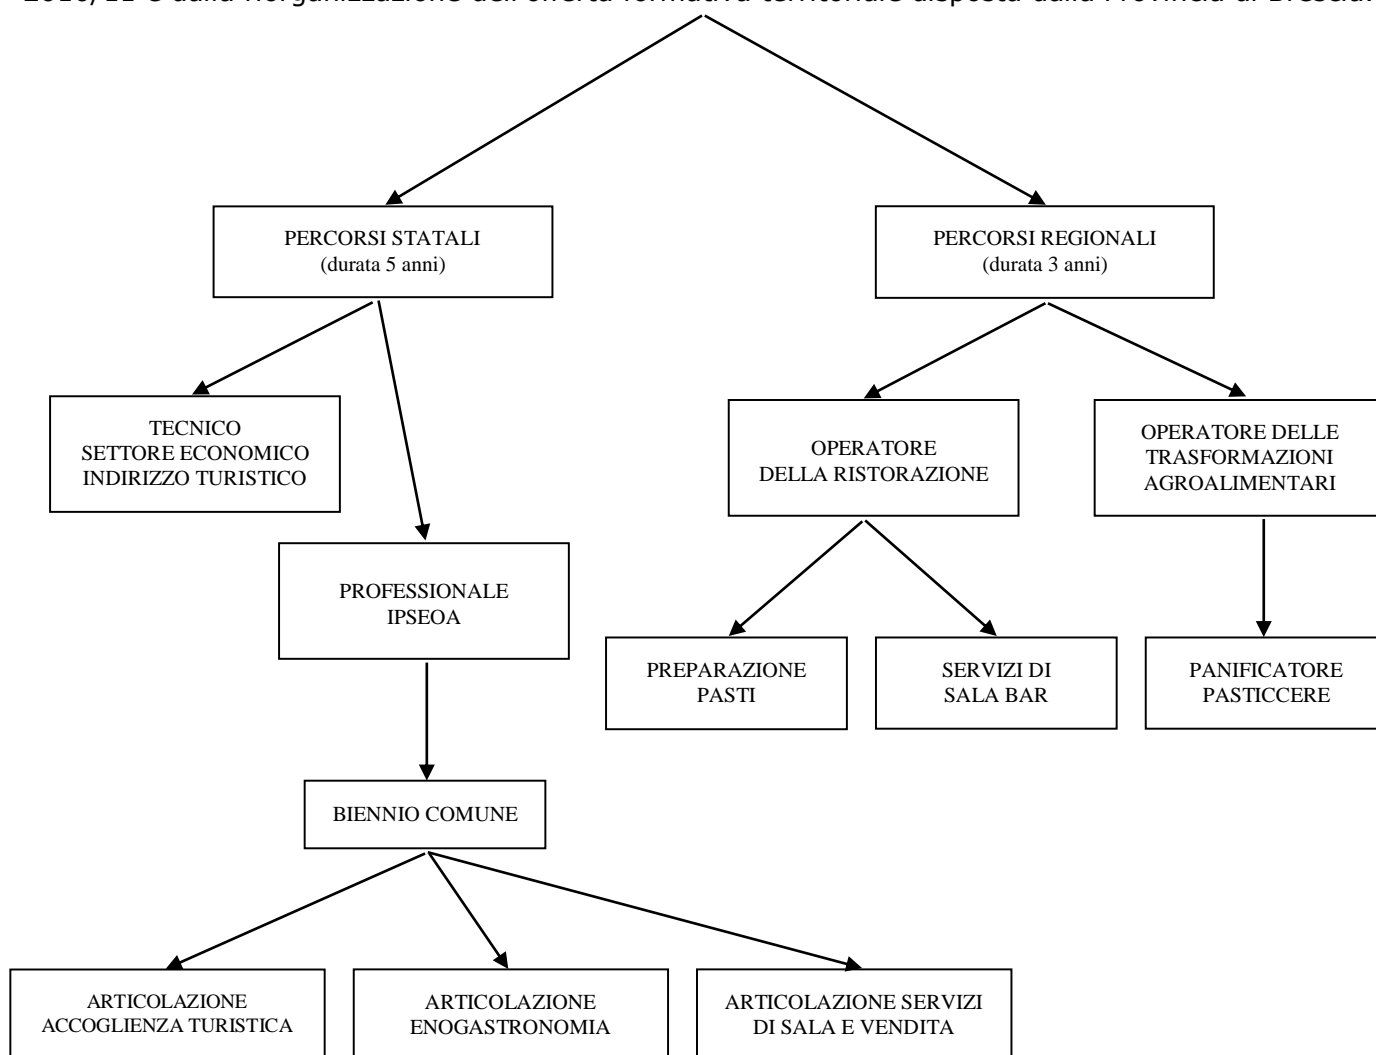 2010/11 e dalla riorganizzazione dell'offerta formativa territoriale disposta dalla Provincia di Brescia.
PERCORSI STATALI
(durata 5 anni)
PERCORSI REGIONALI
(durata 3 anni)
TECNICO
SETTORE ECONOMICO
INDIRIZZO TURISTICO
OPERATORE
DELLA RISTORAZIONE
OPERATORE DELLE
TRASFORMAZIONI
AGROALIMENTARI
PROFESSIONALE
IPSEOA
PREPARAZIONE
PASTI
SERVIZI DI
SALA BAR
PANIFICATORE
PASTICCERE
BIENNIO COMUNE
ARTICOLAZIONE
ACCOGLIENZA TURISTICA
ARTICOLAZIONE
ENOGASTRONOMIA
ARTICOLAZIONE SERVIZI
DI SALA E VENDITA